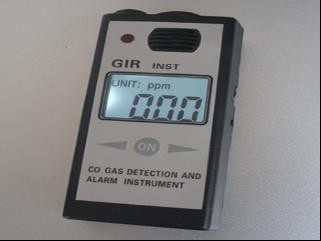 GIR INST
UNIT: ppm
000
ON
CO GAS DETECTION AND
ALARM INSTRUMENT